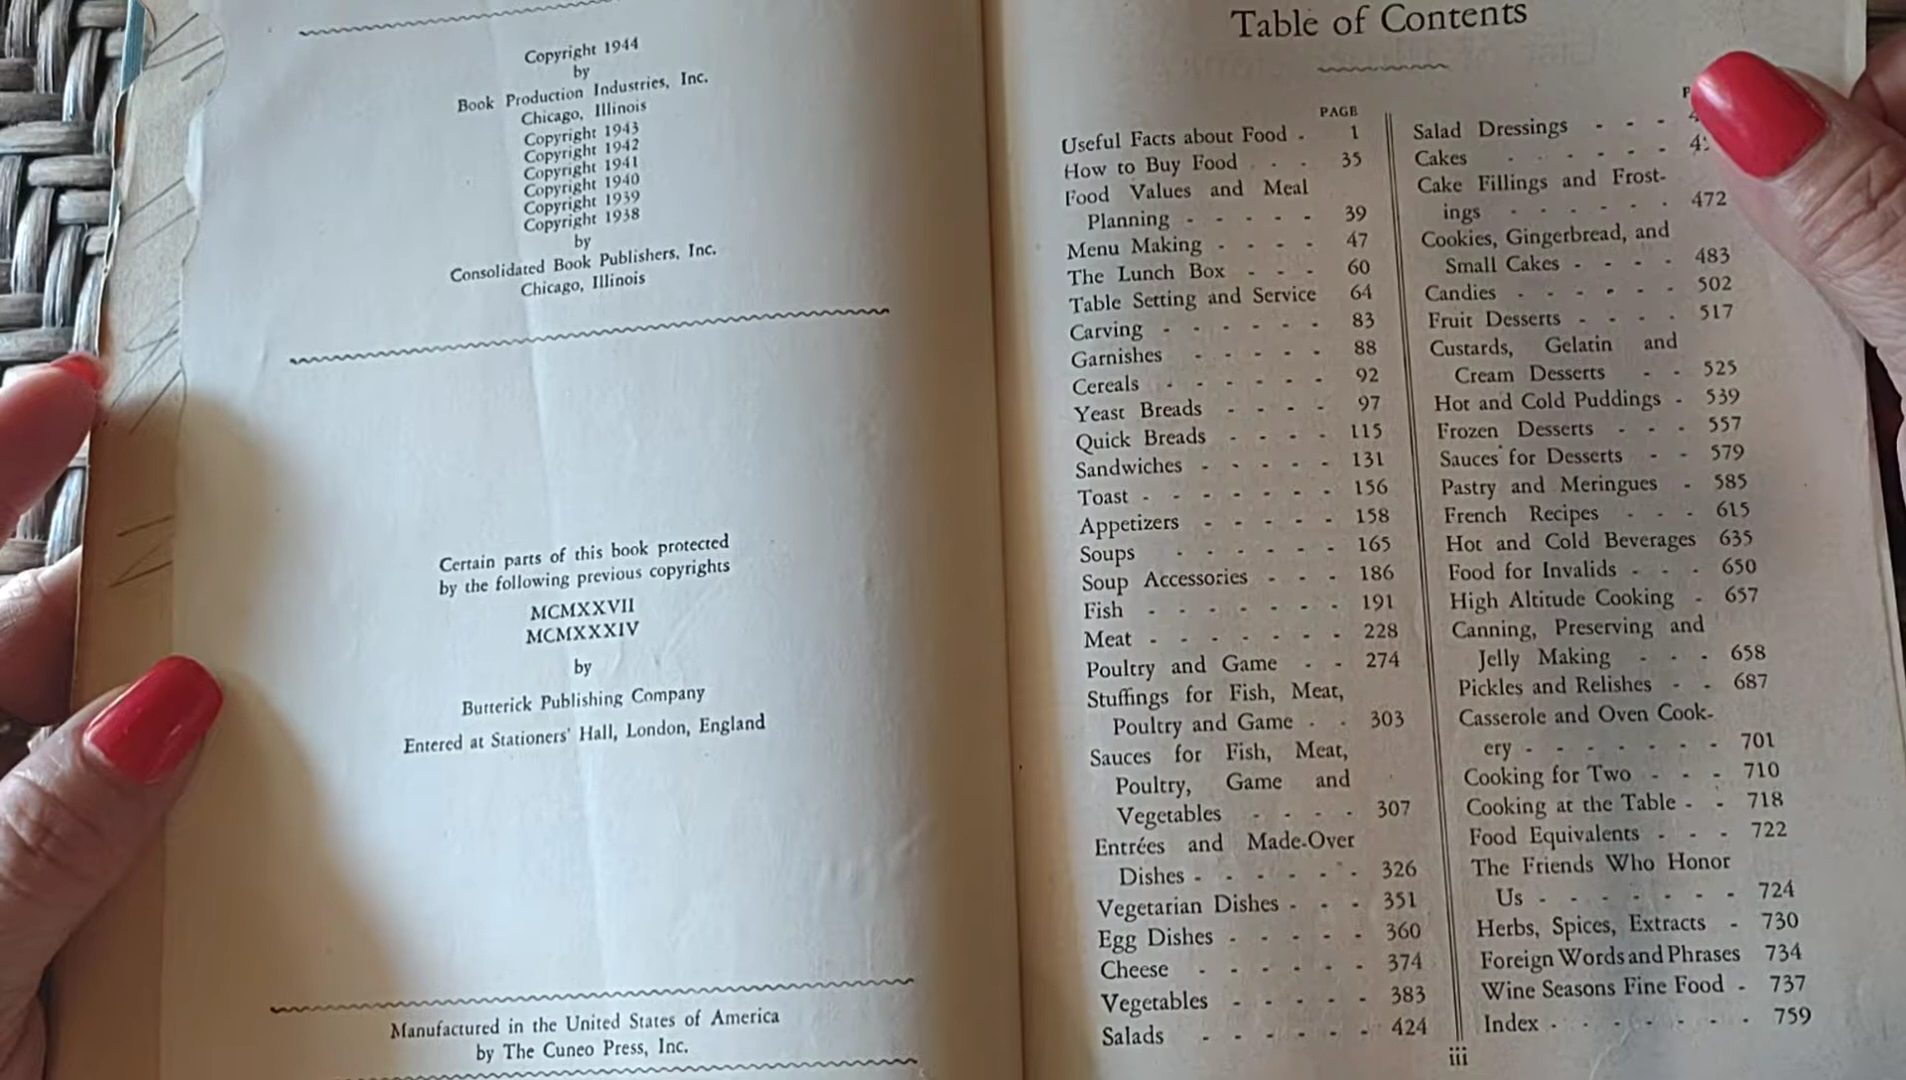 Copyright 1944
by
Book Production Industries, Inc.
Chicago, Illinois
Copyright 1943
Copyright 1942
Copyright 1941
Copyright 1940
Copyright 1939
Copyright 1938
by
Consolidated Book Publishers, Inc.
Chicago, Illinois
Certain parts of this book protected
by the following previous copyrights
MCMXXVII
MCMXXXIV
by
Butterick Publishing Company
Entered at Stationers' Hall, London, England
Manufactured in the United States of America
by The Cuneo Press, Inc.
Table of Contents
PAGE
Useful Facts about Food - 1
How to Buy Food - - 35
Food Values and Meal
Planning - - - - - 39
Menu Making - - - - 47
The Lunch Box - - - 60
Table Setting and Service 64
Carving - - - - - - 83
Garnishes - - - - - 88
Cereals - - - - - - 92
Yeast Breads - - - - 97
Quick Breads - - - - 115
Sandwiches - - - - - 131
Toast - - - - - - - 156
Appetizers - - - - - 158
Soups - - - - - - 165
Soup Accessories - - - 186
Fish - - - - - - - 191
Meat - - - - - - - 228
Poultry and Game - - 274
Stuffings for Fish, Meat,
Poultry and Game - - 303
Sauces for Fish, Meat,
Poultry, Game and
Vegetables - - - - 307
Entrées and Made-Over
Dishes - - - - - - 326
Vegetarian Dishes - - - 351
Egg Dishes - - - - - 360
Cheese - - - - - - 374
Vegetables - - - - - 383
Salads - - - - - - 424
Salad Dressings - - -
Cakes - - - - - -
Cake Fillings and Frost-
ings - - - - - - 472
Cookies, Gingerbread, and
Small Cakes - - - - 483
Candies - - - - - - 502
Fruit Desserts - - - - 517
Custards, Gelatin and
Cream Desserts - - 525
Hot and Cold Puddings - 539
Frozen Desserts - - - 557
Sauces for Desserts - - 579
Pastry and Meringues - 585
French Recipes - - - 615
Hot and Cold Beverages 635
Food for Invalids - - - 650
High Altitude Cooking - 657
Canning, Preserving and
Jelly Making - - - 658
Pickles and Relishes - - 687
Casserole and Oven Cook-
ery - - - - - - - 701
Cooking for Two - - - 710
Cooking at the Table - - 718
Food Equivalents - - - 722
The Friends Who Honor
Us - - - - - - - 724
Herbs, Spices, Extracts - 730
Foreign Words and Phrases 734
Wine Seasons Fine Food - 737
Index - - - - - - - 759
iii